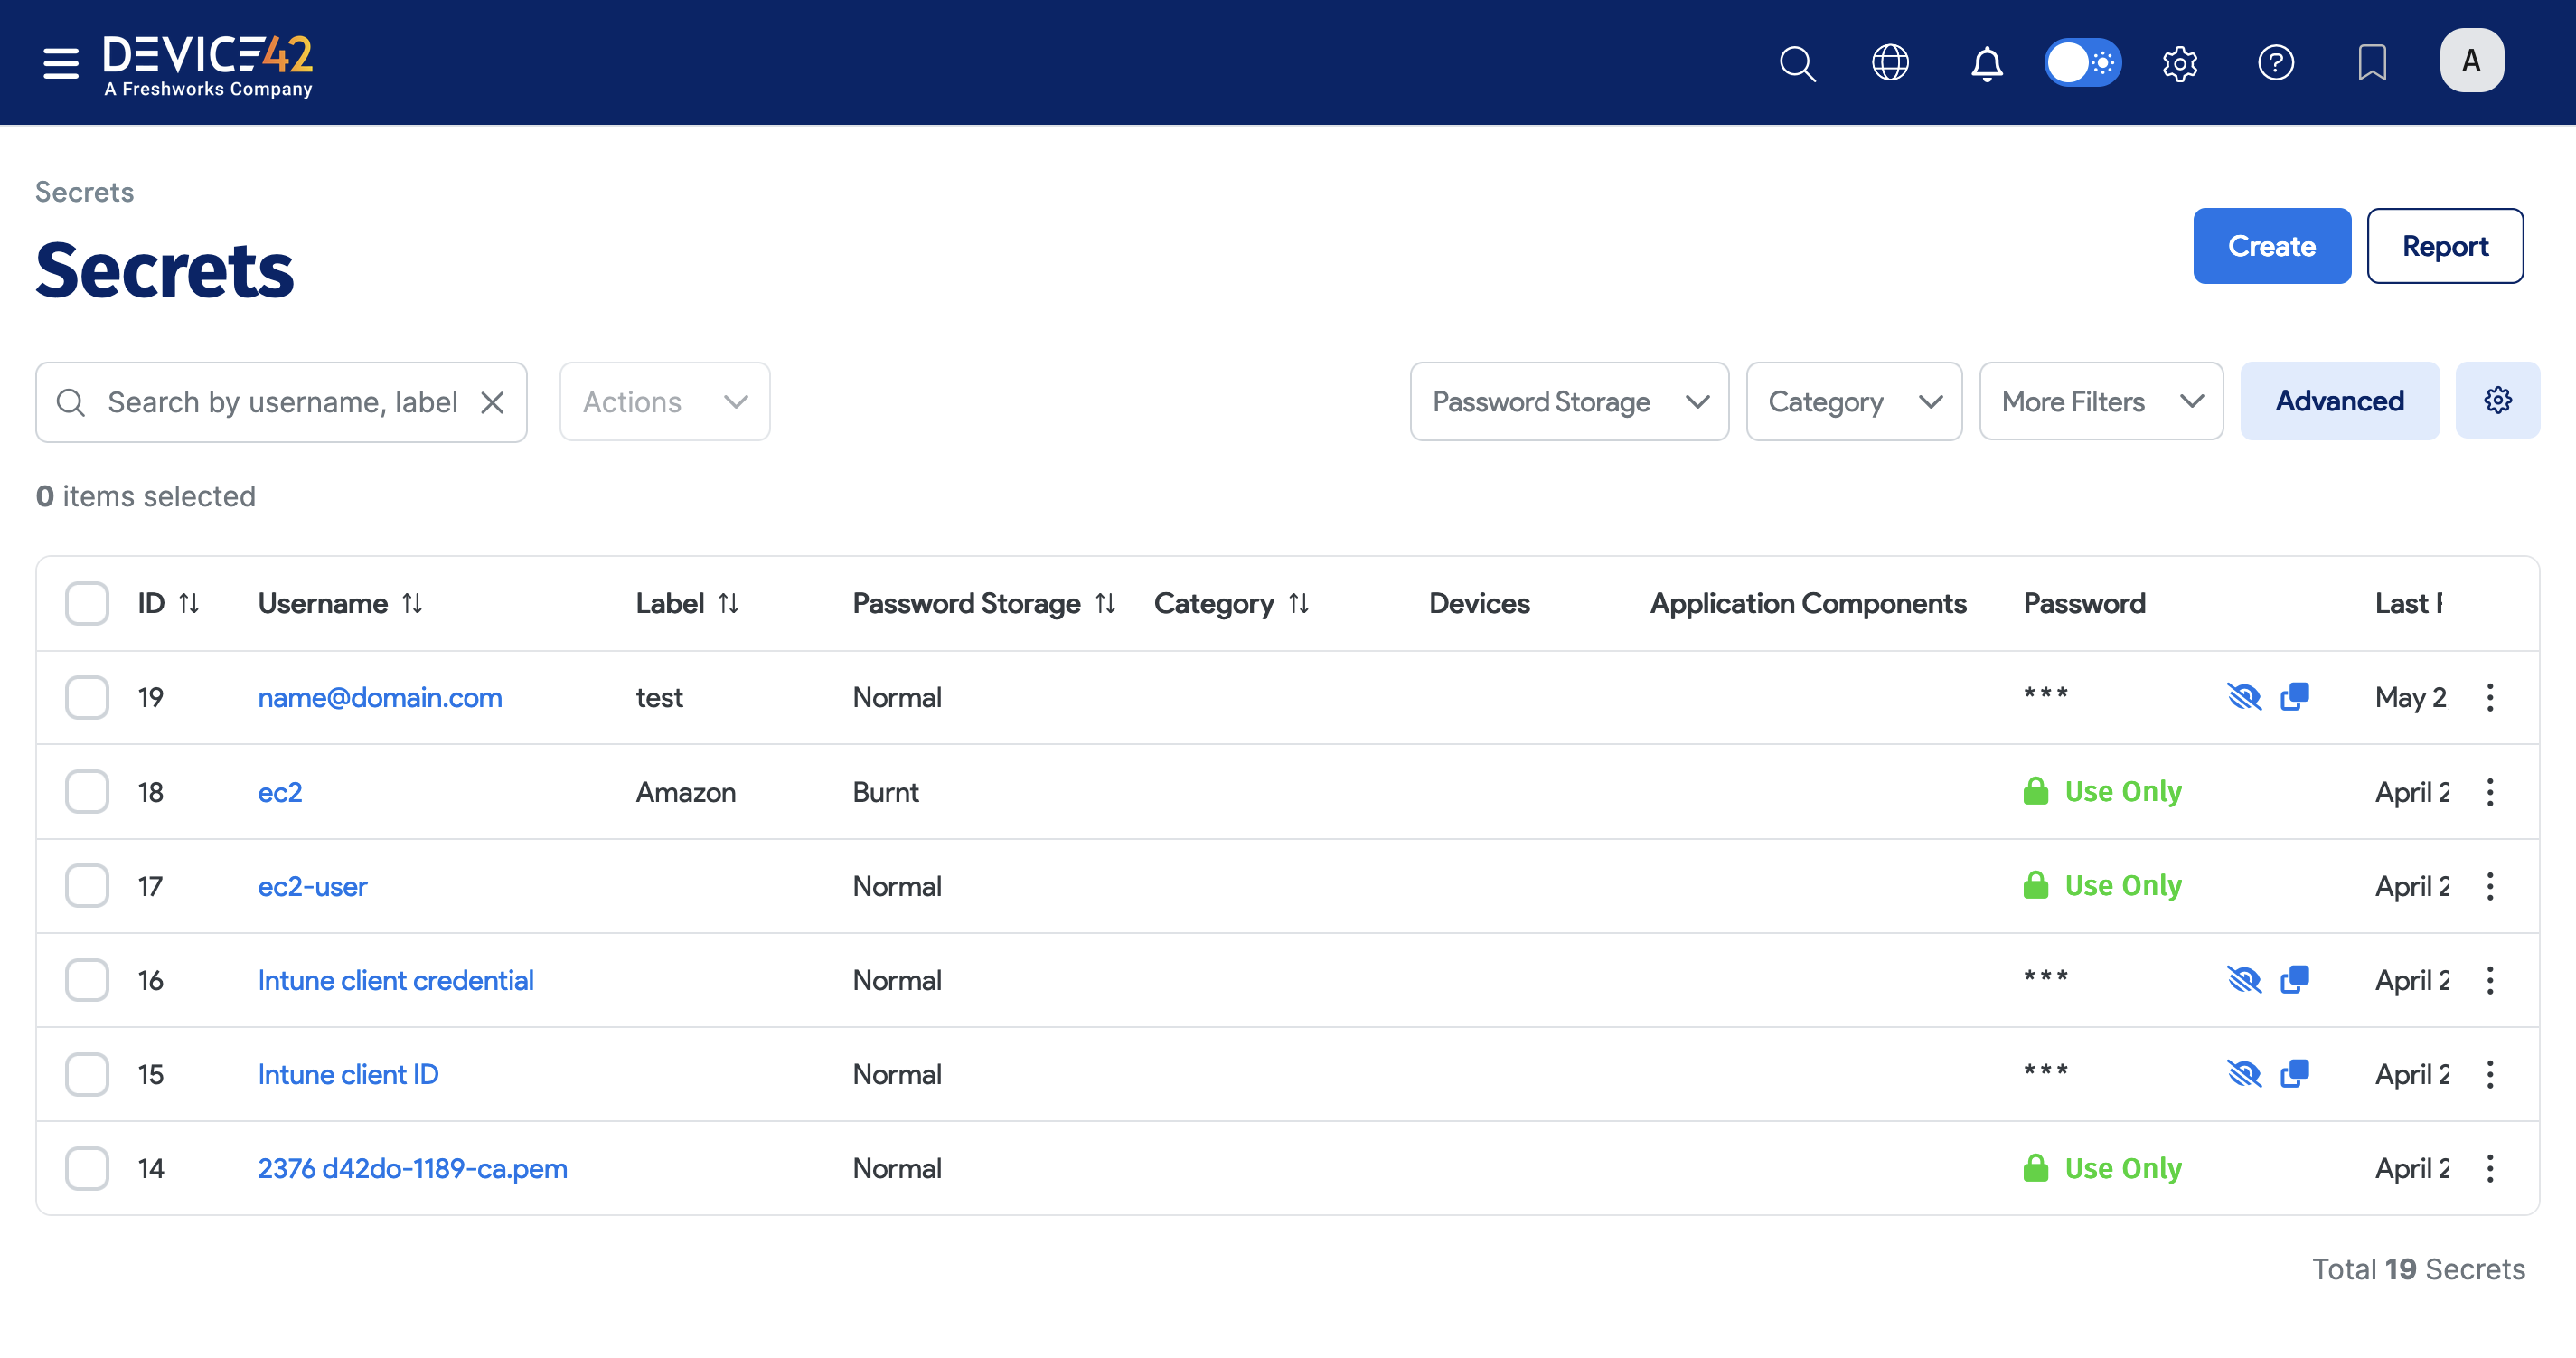 DEVICE42
A Freshworks Company
A
Secrets
Secrets
Create
Report
Search by username, label
Actions
Password Storage
Category
More Filters
Advanced
0 items selected
ID Username Label Password Storage Category Devices Application Components Password Last
19 name@domain.com test Normal *** May 2
18 ec2 Amazon Burnt Use Only April 2
17 ec2-user Normal Use Only April 2
16 Intune client credential Normal *** April 2
15 Intune client ID Normal *** April 2
14 2376 d42do-1189-ca.pem Normal Use Only April 2
Total 19 Secrets